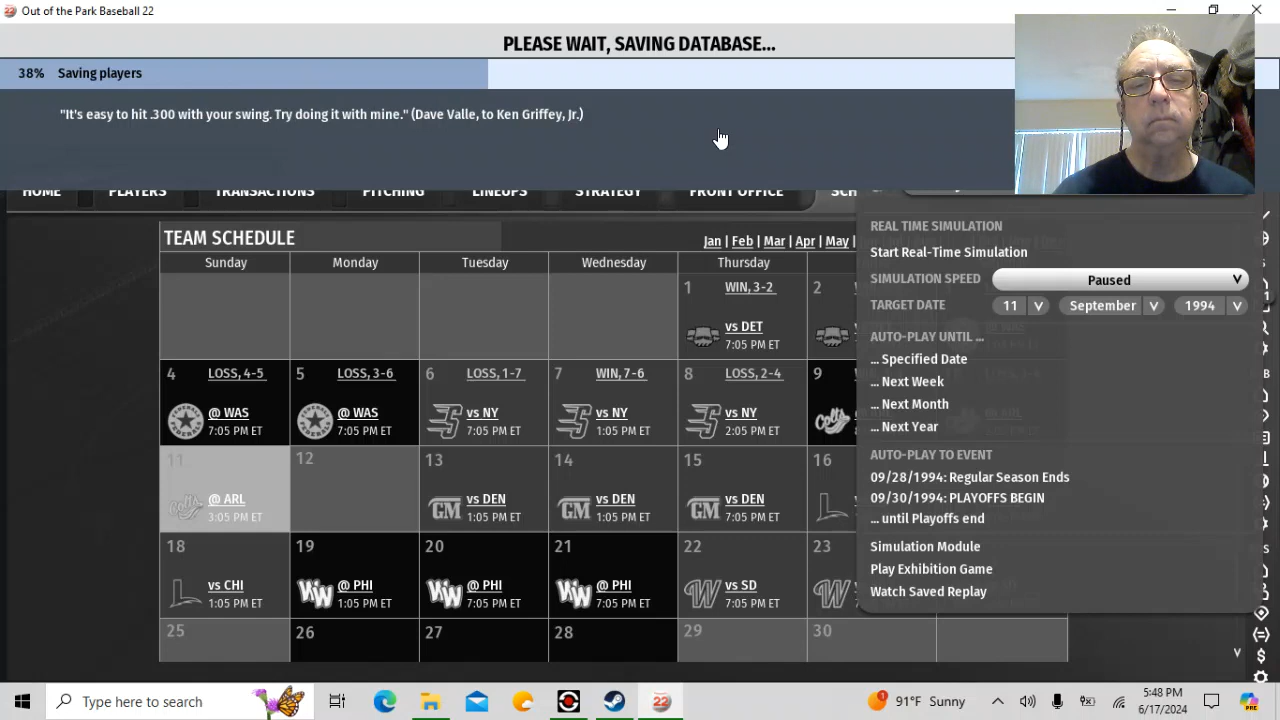 Out of the Park Baseball 22
PLEASE WAIT, SAVING DATABASE...
38% Saving players
"It's easy to hit .300 with your swing. Try doing it with mine." (Dave Valle, to Ken Griffey, Jr.)
HOME PLAYERS TRANSACTIONS PITCHING LINEUPS STRATEGY FRONT OFFICE
TEAM SCHEDULE
Jan | Feb | Mar | Apr | May |
Sunday Monday Tuesday Wednesday Thursday
1 WIN, 3-2 2
vs DET
7:05 PM ET
4 LOSS, 4-5 5 LOSS, 3-6 6 LOSS, 1-7 7 WIN, 7-6 8 LOSS, 2-4 9
@ WAS @ WAS vs NY vs NY vs NY
7:05 PM ET 7:05 PM ET 7:05 PM ET 1:05 PM ET 2:05 PM ET
11 12 13 14 15 16
@ ARL vs DEN vs DEN vs DEN
3:05 PM ET 1:05 PM ET 1:05 PM ET 7:05 PM ET
18 19 20 21 22 23
vs CHI @ PHI @ PHI @ PHI vs SD
1:05 PM ET 1:05 PM ET 7:05 PM ET 7:05 PM ET 7:05 PM ET
25 26 27 28 29 30
REAL TIME SIMULATION
Start Real-Time Simulation
SIMULATION SPEED Paused
TARGET DATE 11 September 1994
AUTO-PLAY UNTIL ...
... Specified Date
... Next Week
... Next Month
... Next Year
AUTO-PLAY TO EVENT
09/28/1994: Regular Season Ends
09/30/1994: PLAYOFFS BEGIN
... until Playoffs end
Simulation Module
Play Exhibition Game
Watch Saved Replay
Type here to search
22
1
91°F Sunny
5:48 PM
6/17/2024